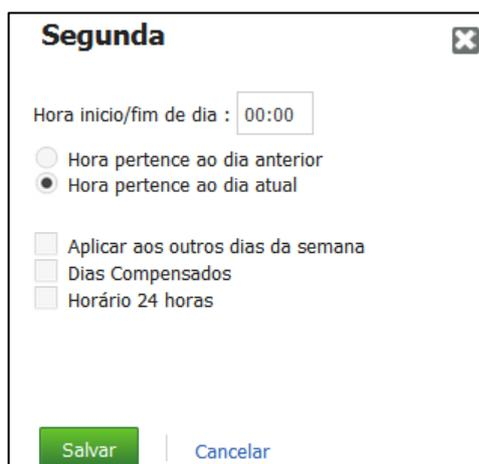 Segunda
Hora inicio/fim de dia : 00:00
Hora pertence ao dia anterior
Hora pertence ao dia atual
Aplicar aos outros dias da semana
Dias Compensados
Horário 24 horas
Salvar Cancelar